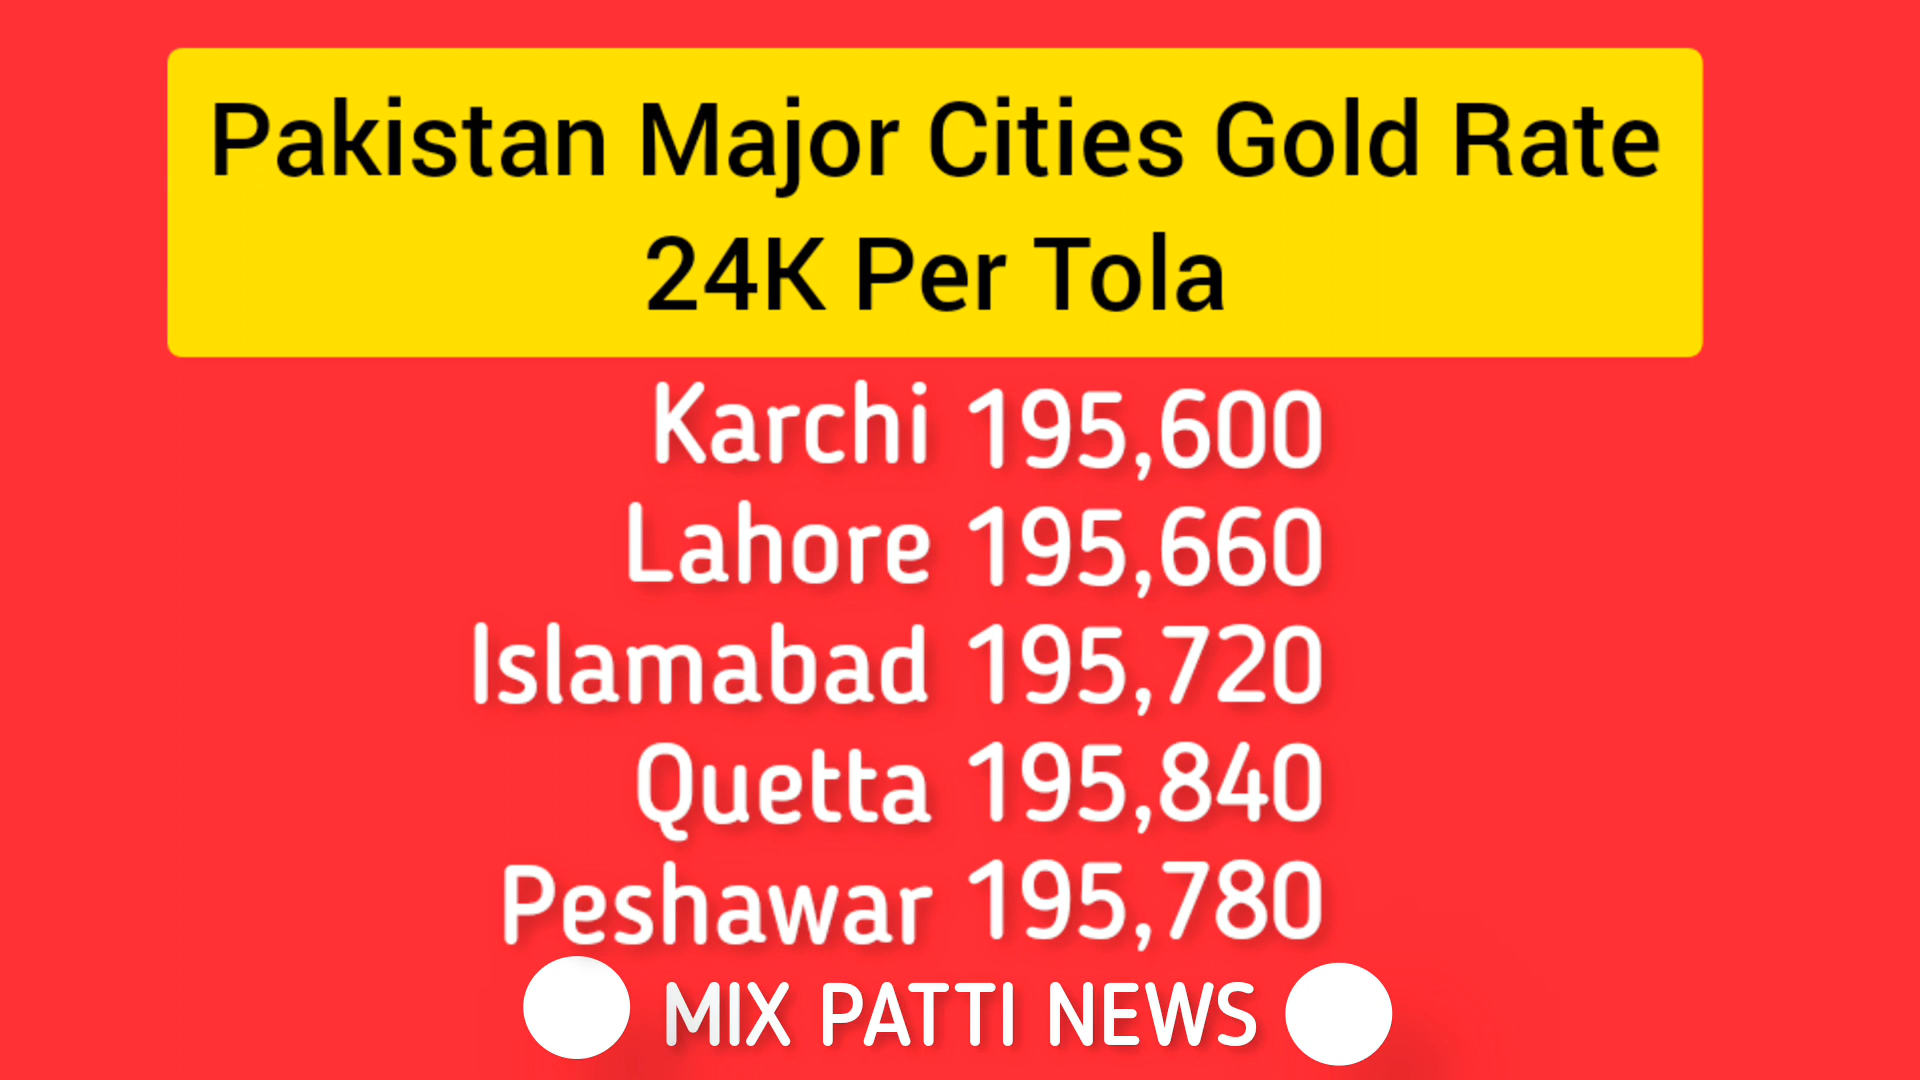 Pakistan Major Cities Gold Rate
24K Per Tola
Karchi 195,600
Lahore 195,660
Islamabad 195,720
Quetta 195,840
Peshawar 195,780
MIX PATTI NEWS